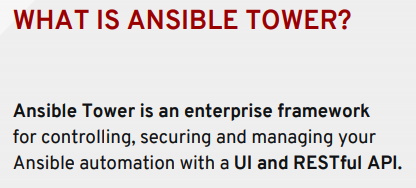 WHAT IS ANSIBLE TOWER?
Ansible Tower is an enterprise framework
for controlling, securing and managing your
Ansible automation with a UI and RESTful API.